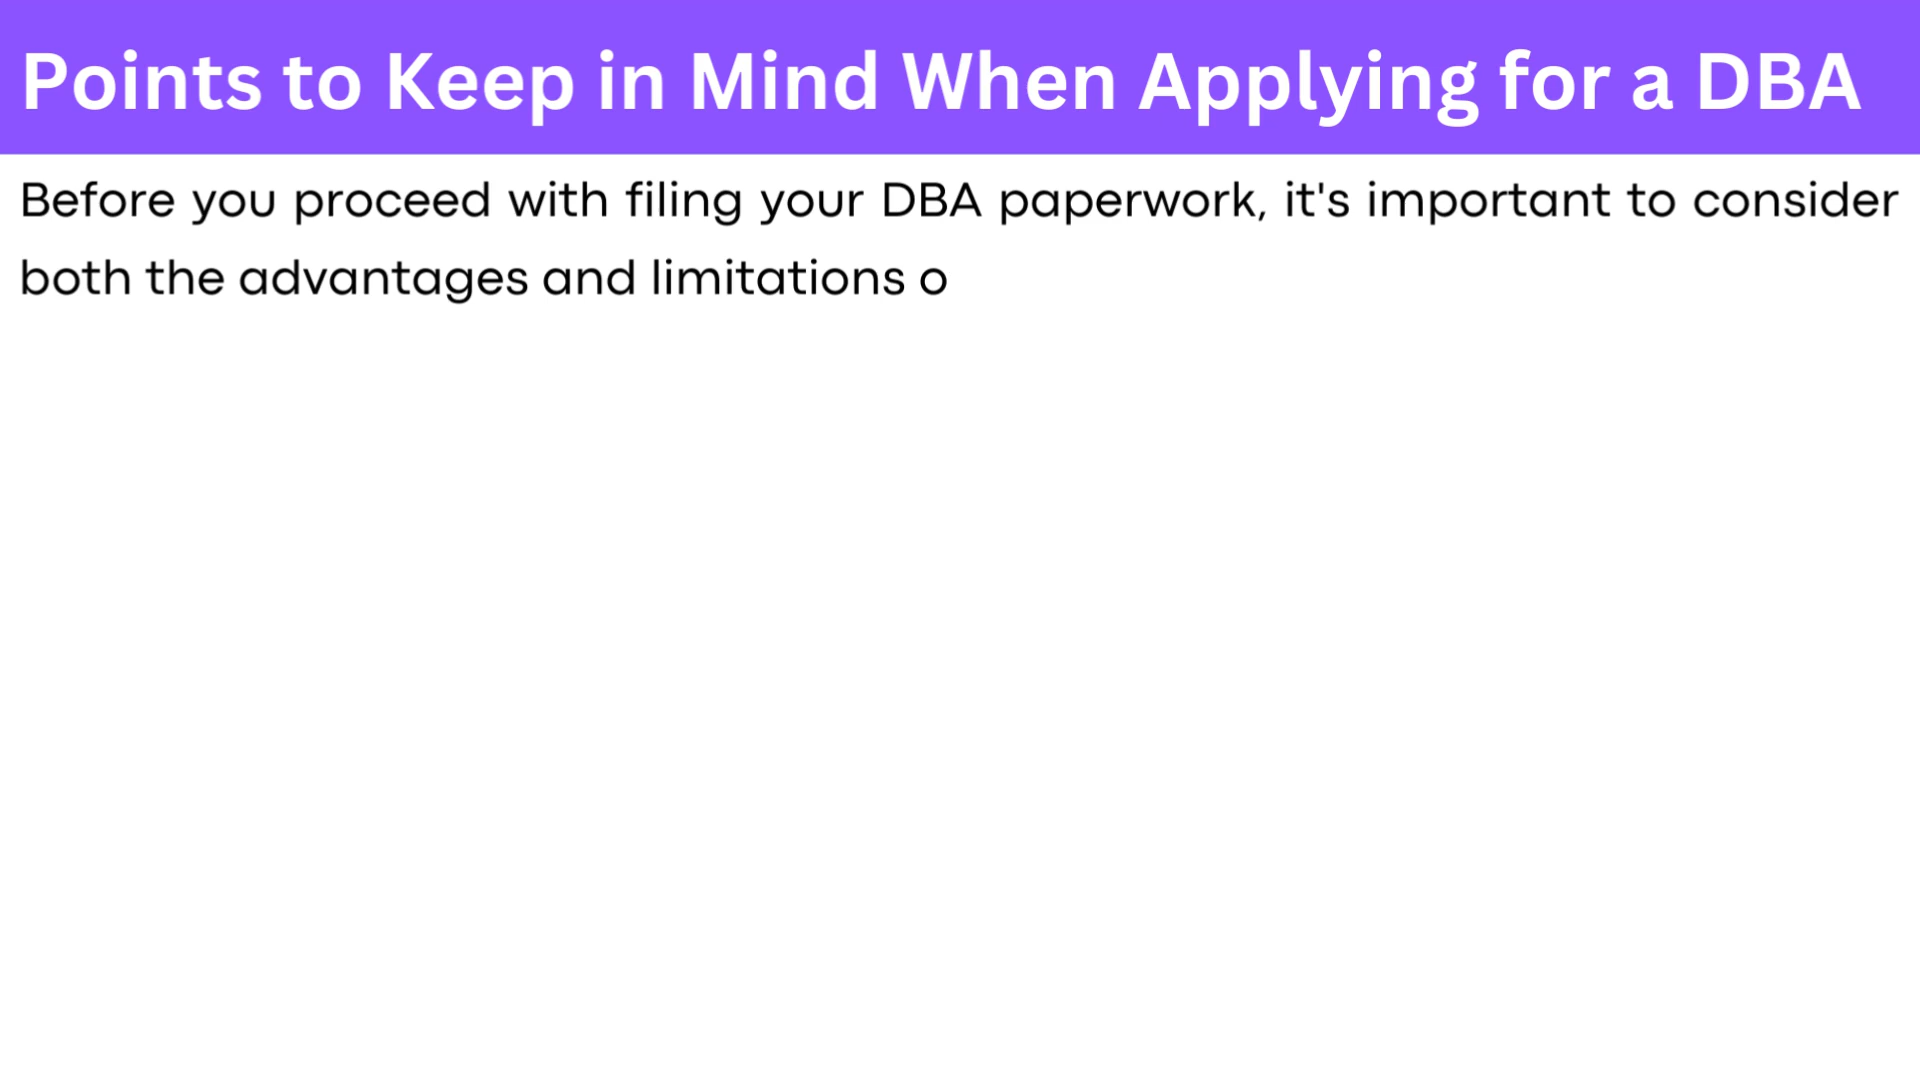 Points to Keep in Mind When Applying for a DBA
Before you proceed with filing your DBA paperwork, it's important to consider
both the advantages and limitations o